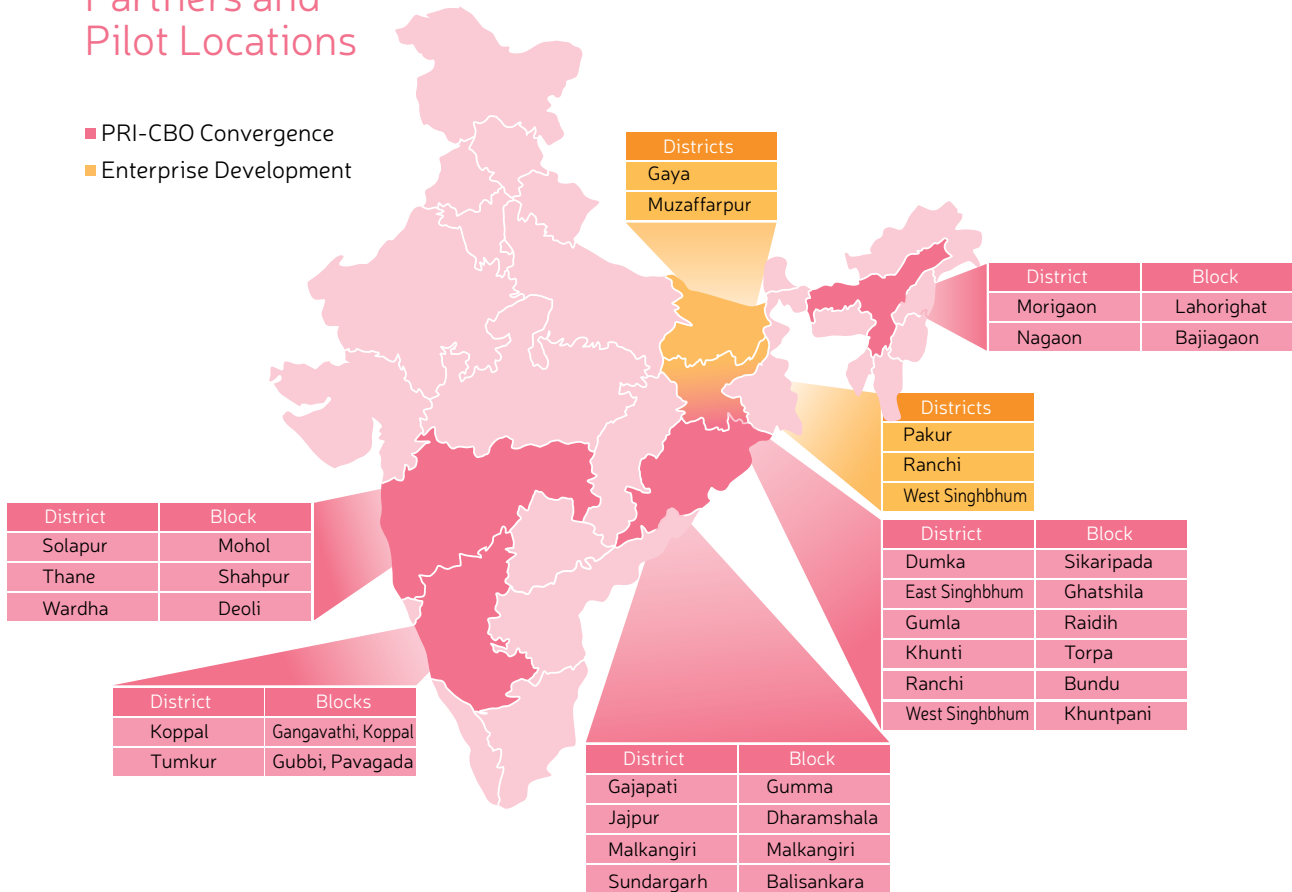 Partners and
Pilot Locations
PRI-CBO Convergence
Enterprise Development
Districts
Gaya
Muzaffarpur
District Block
Morigaon Lahorighat
Nagaon Bajiagaon
Districts
Pakur
Ranchi
West Singhbhum
District Block
Solapur Mohol
Thane Shahpur
Wardha Deoli
District Block
Dumka Sikaripada
East Singhbhum Ghatshila
Gumla Raidih
Khunti Torpa
Ranchi Bundu
West Singhbhum Khuntpani
District Blocks
Koppal Gangavathi, Koppal
Tumkur Gubbi, Pavagada
District Block
Gajapati Gumma
Jajpur Dharamshala
Malkangiri Malkangiri
Sundargarh Balisankara